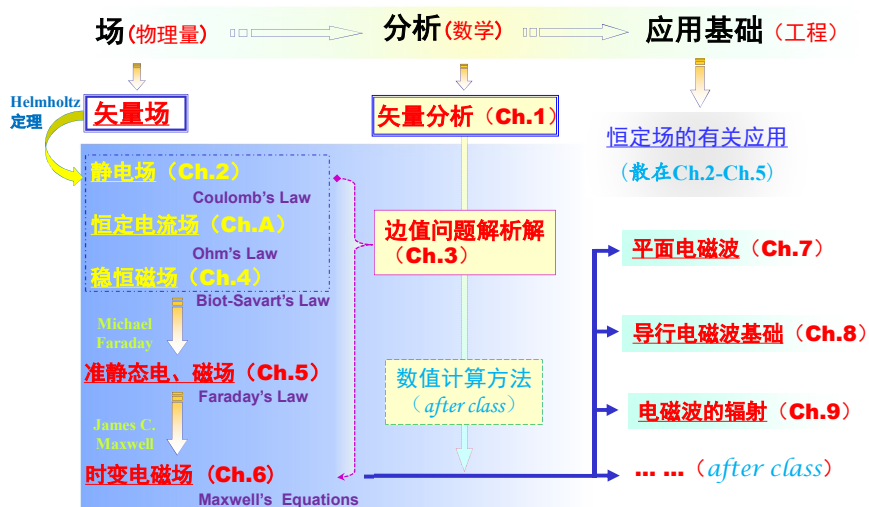 场(物理量)
分析(数学)
应用基础(工程)
Helmholtz
定理
矢量场
矢量分析(Ch.1)
恒定场的有关应用
(散在Ch.2-Ch.5)
静电场(Ch.2)
Coulomb's Law
恒定电流场(Ch.A)
Ohm's Law
稳恒磁场(Ch.4)
Biot-Savart's Law
边值问题解析解
(Ch.3)
平面电磁波(Ch.7)
Michael
Faraday
导行电磁波基础(Ch.8)
准静态电、磁场(Ch.5)
Faraday's Law
数值计算方法
(after class)
电磁波的辐射(Ch.9)
James C.
Maxwell
时变电磁场(Ch.6)
Maxwell's Equations
... ...(after class)